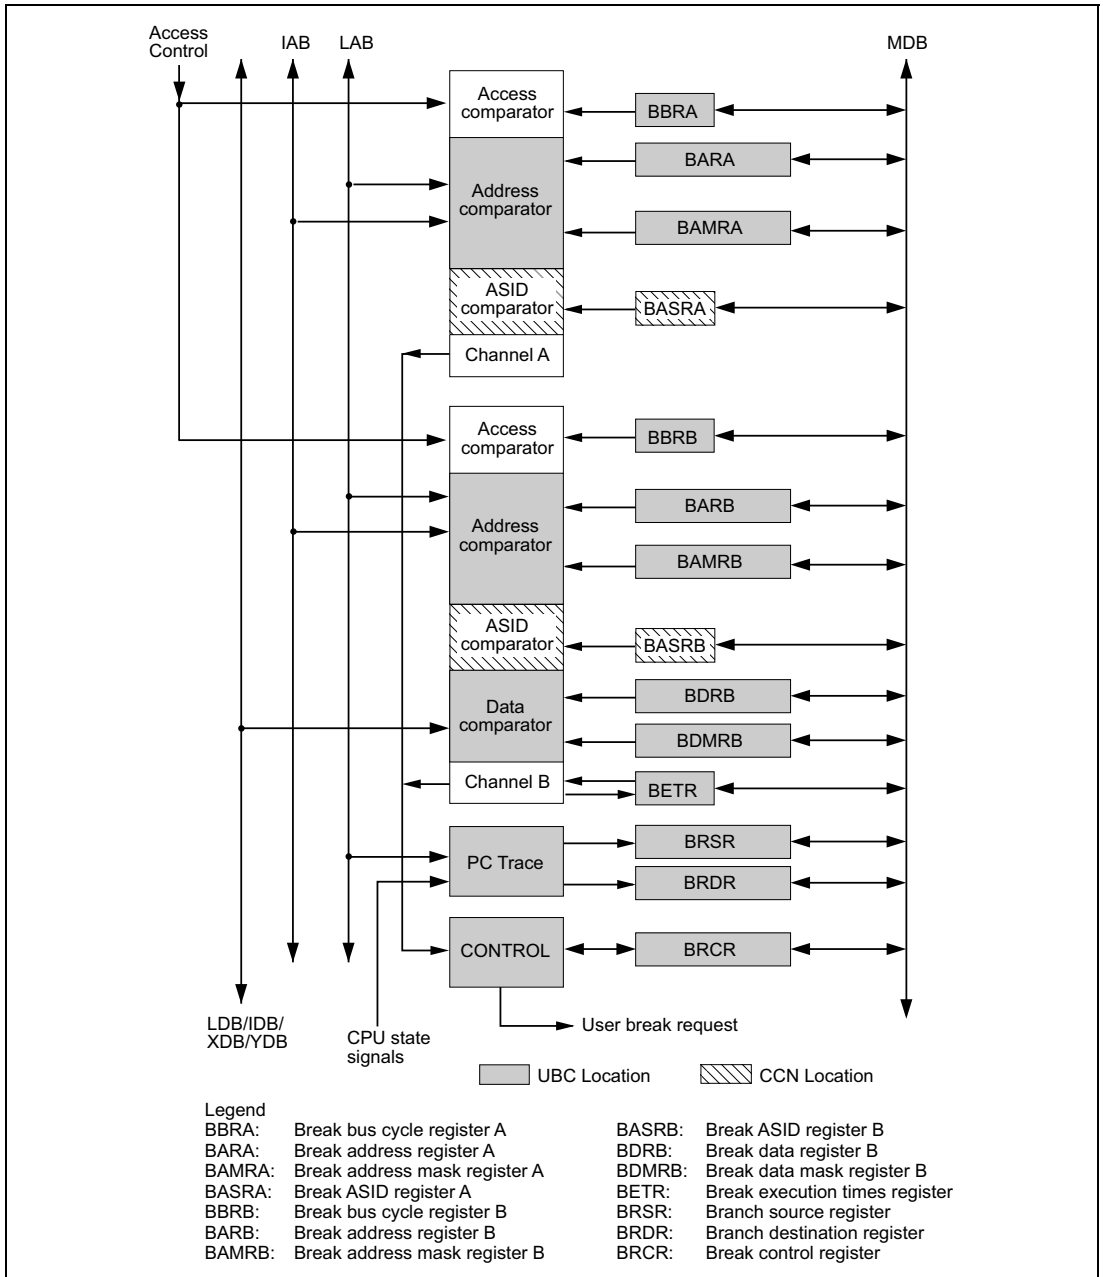 Access
Control
IAB
LAB
MDB
Access
comparator
BBRA
BARA
Address
comparator
BAMRA
ASID
comparator
BASRA
Channel A
Access
comparator
BBRB
BARB
Address
comparator
BAMRB
ASID
comparator
BASRB
BDRB
Data
comparator
BDMRB
Channel B
BETR
BRSR
PC Trace
BRDR
CONTROL
BRCR
LDB/IDB/
XDB/YDB
CPU state
signals
User break request
UBC Location
CCN Location
Legend
BBRA: Break bus cycle register A
BARA: Break address register A
BAMRA: Break address mask register A
BASRA: Break ASID register A
BBRB: Break bus cycle register B
BARB: Break address register B
BAMRB: Break address mask register B
BASRB: Break ASID register B
BDRB: Break data register B
BDMRB: Break data mask register B
BETR: Break execution times register
BRSR: Branch source register
BRDR: Branch destination register
BRCR: Break control register